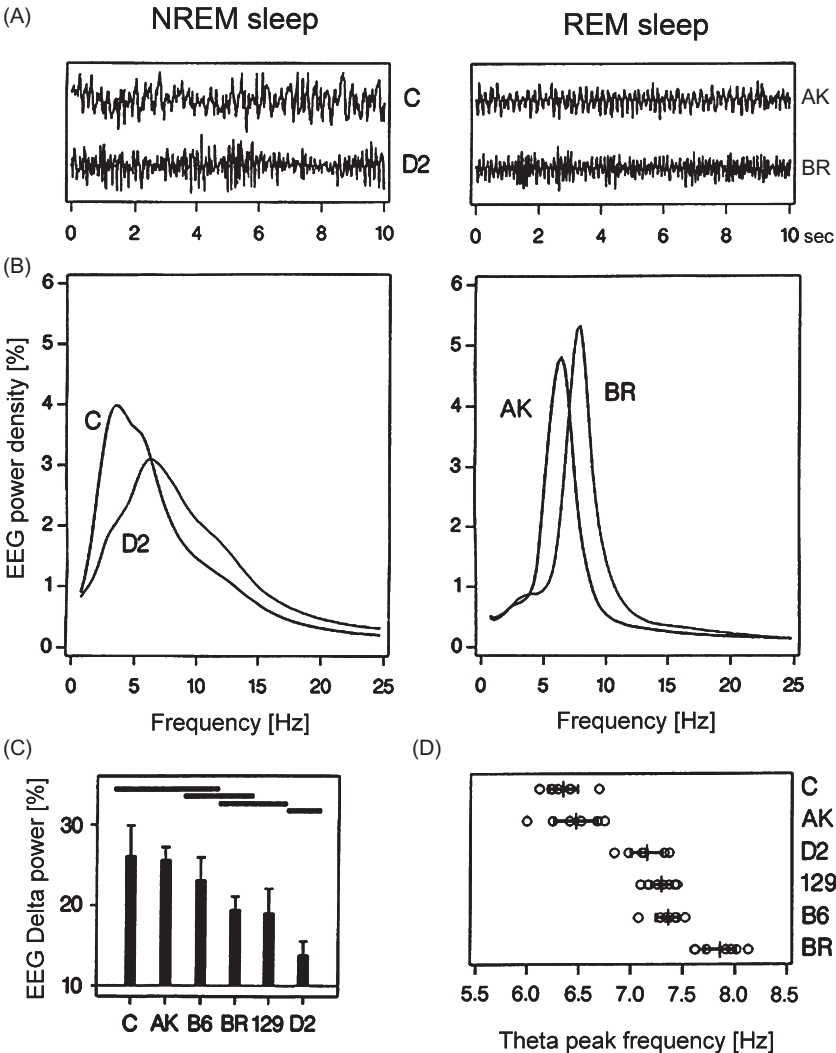 (A)
NREM sleep
REM sleep
C
D2
AK
BR
0 2 4 6 8 10
0 2 4 6 8 10 sec
(B)
EEG power density [%]
6
5
4
3
2
1
0
C
D2
0 5 10 15 20 25
Frequency [Hz]
6
5
4
3
2
1
0
AK
BR
0 5 10 15 20 25
Frequency [Hz]
(C)
EEG Delta power [%]
30
20
10
C AK B6 BR 129 D2
(D)
C
AK
D2
129
B6
BR
5.5 6.0 6.5 7.0 7.5 8.0 8.5
Theta peak frequency [Hz]